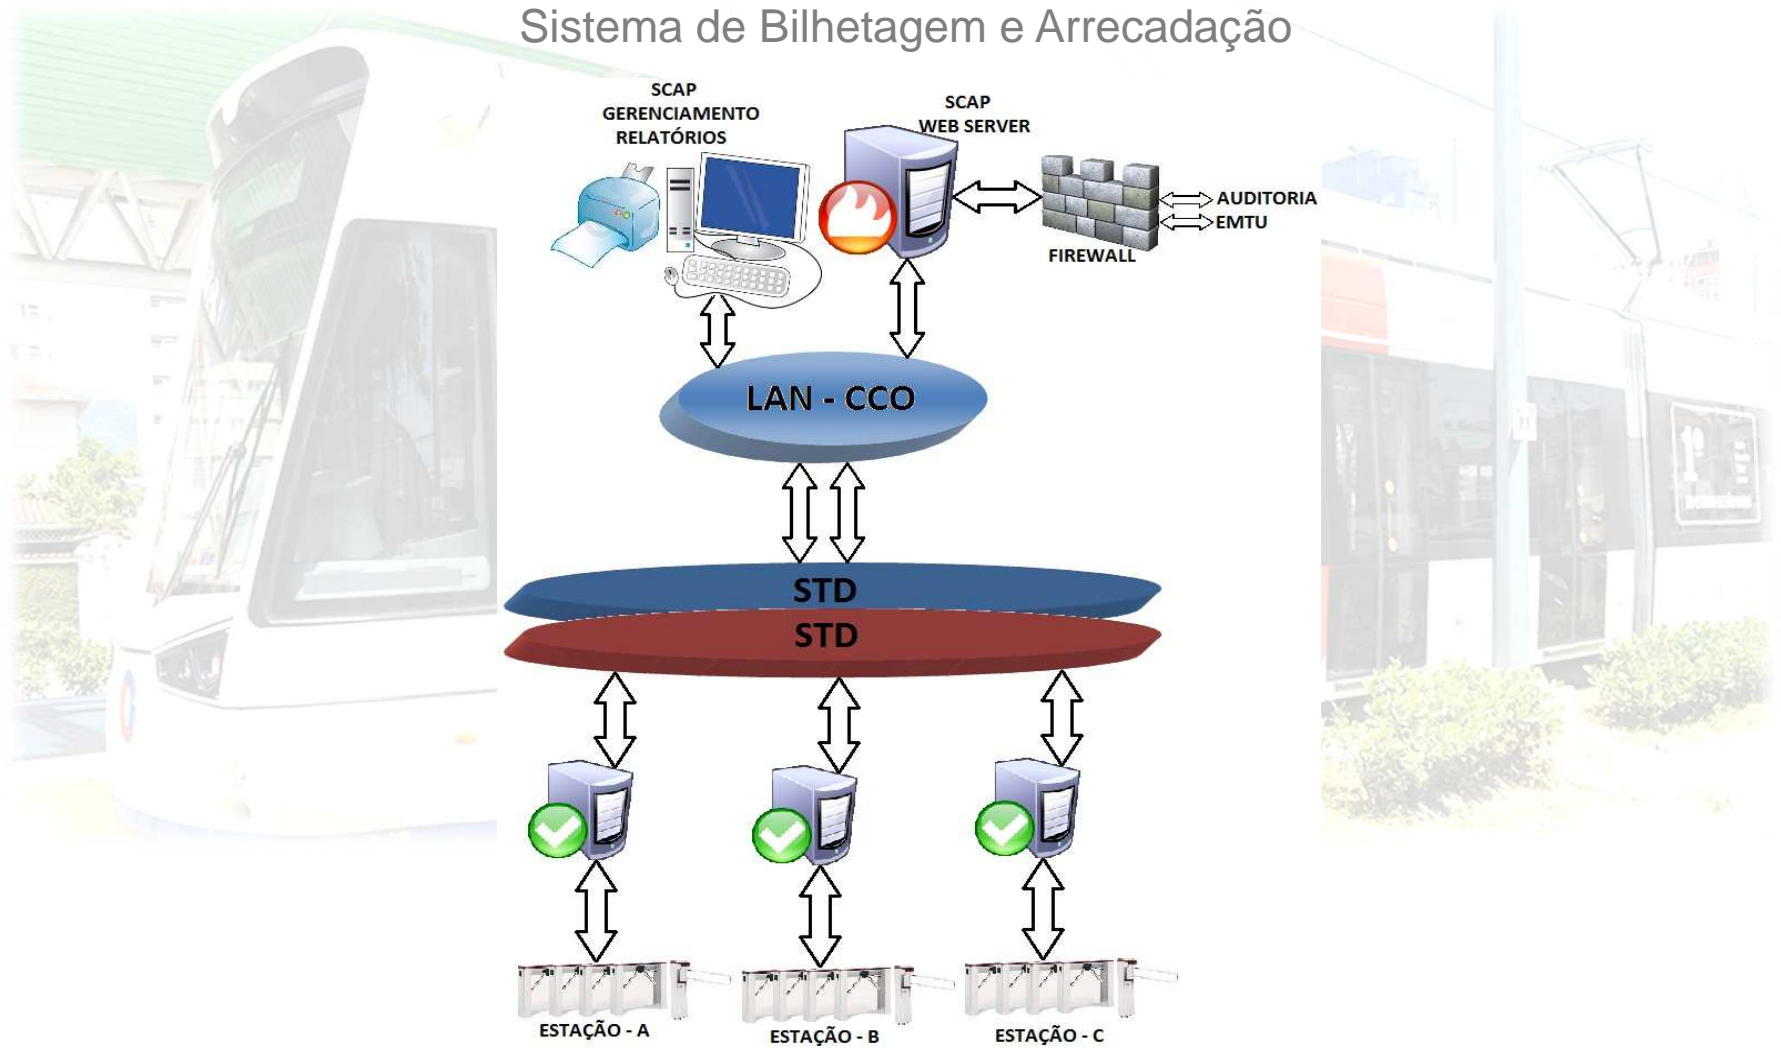 Sistema de Bilhetagem e Arrecadação
SCAP
GERENCIAMENTO
RELATÓRIOS
SCAP
WEB SERVER
AUDITORIA
EMTU
FIREWALL
LAN - CCO
STD
STD
ESTAÇÃO - A
ESTAÇÃO - B
ESTAÇÃO - C